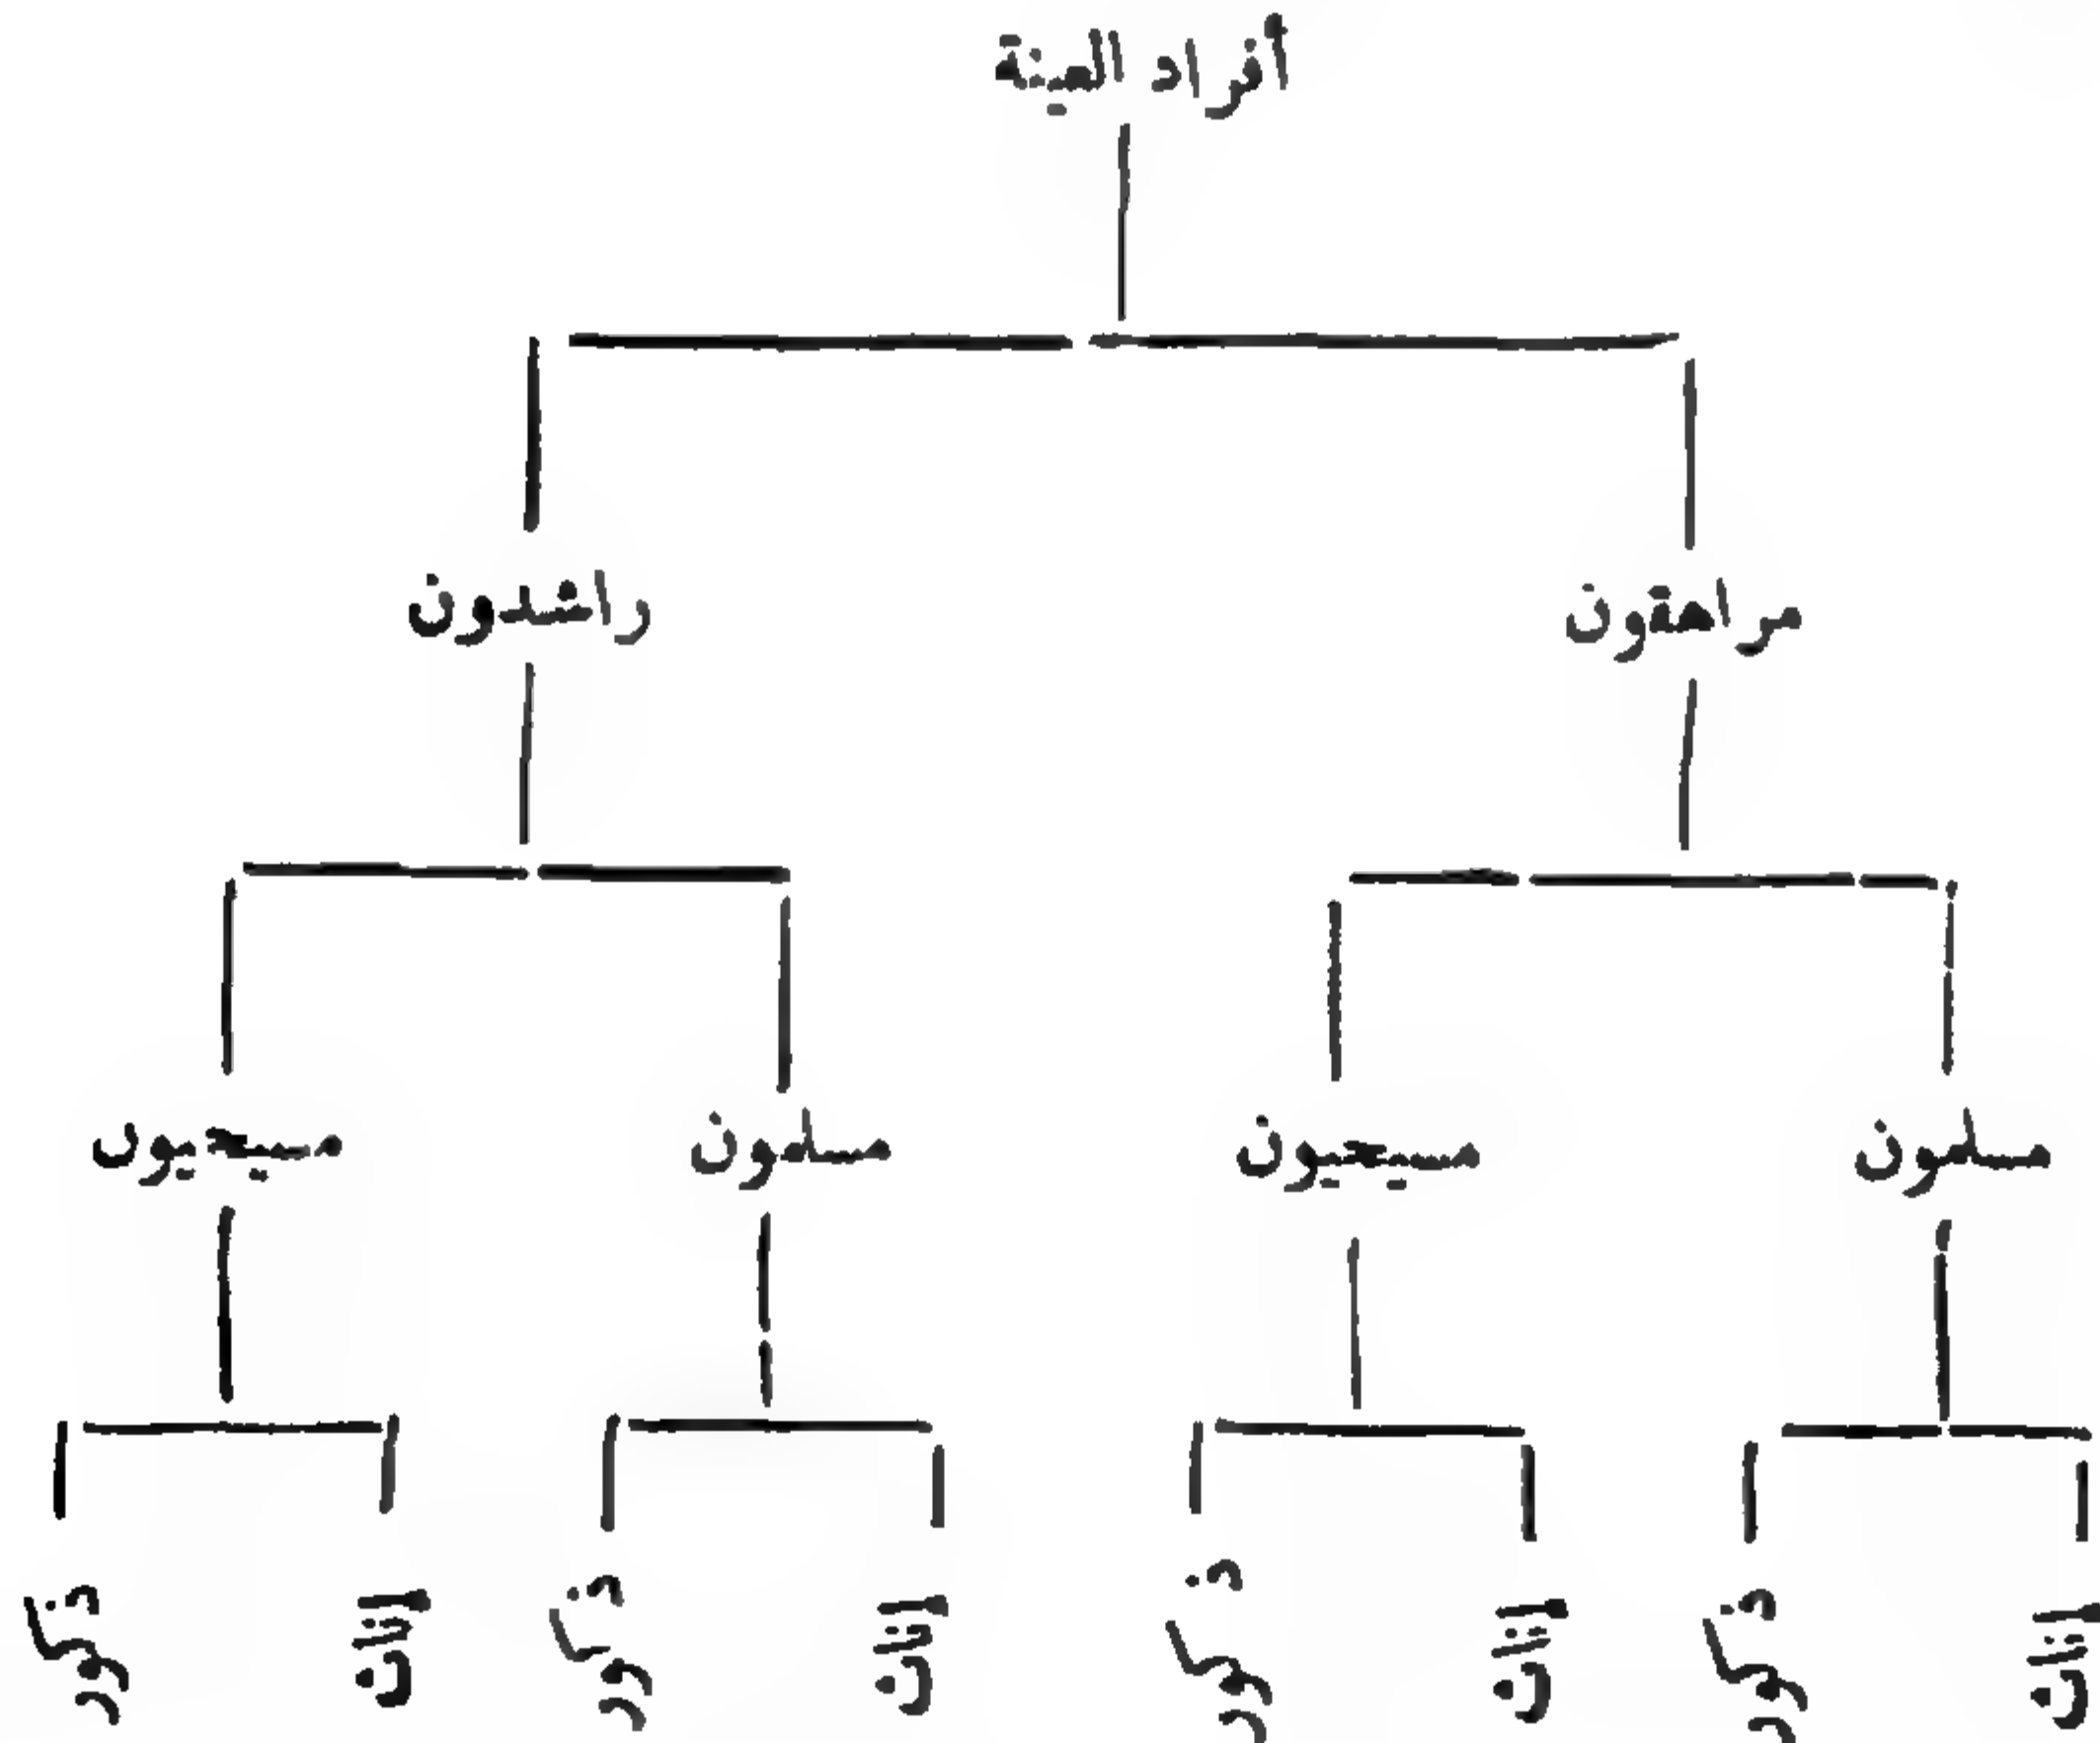 أفراد العينة
مراهقون راشدون
مسلمون مسيحيون مسلمون مسيحيون
إناث ذكور إناث ذكور إناث ذكور إناث ذكور